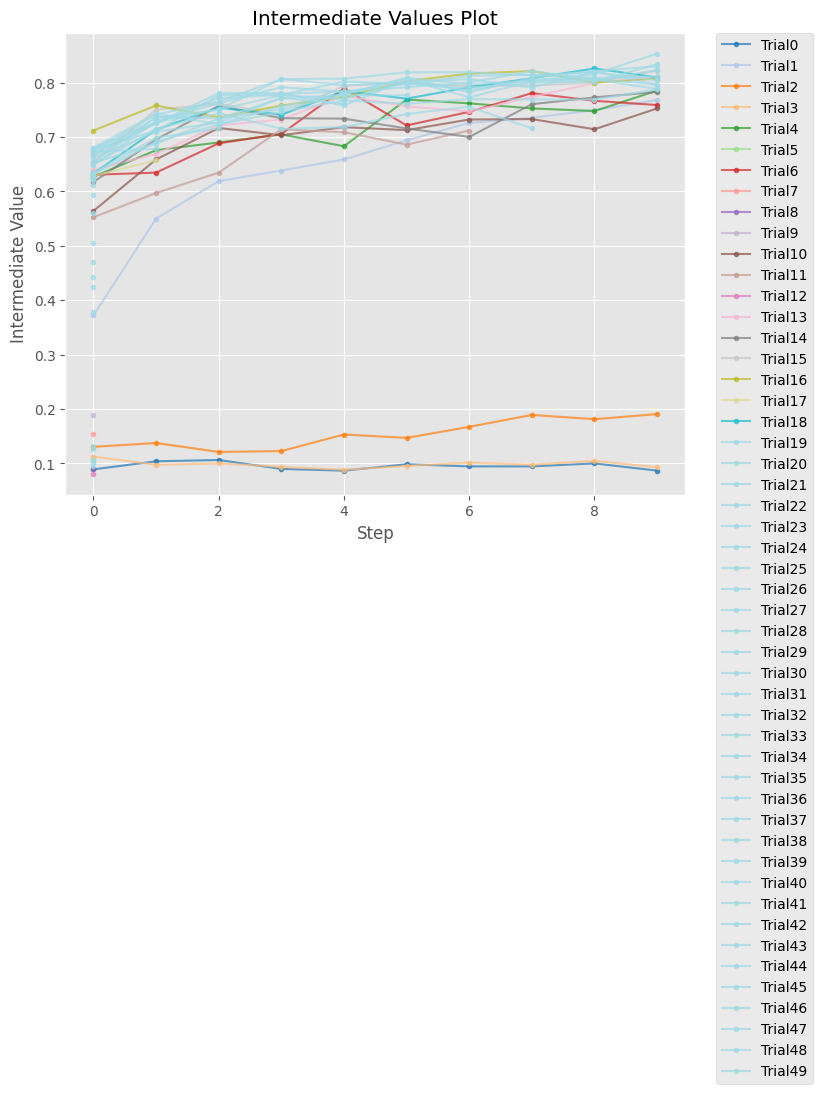 Intermediate Values Plot
Intermediate Value
0.8
0.7
0.6
0.5
0.4
0.3
0.2
0.1
0
2
4
6
8
Step
Trial0
Trial1
Trial2
Trial3
Trial4
Trial5
Trial6
Trial7
Trial8
Trial9
Trial10
Trial11
Trial12
Trial13
Trial14
Trial15
Trial16
Trial17
Trial18
Trial19
Trial20
Trial21
Trial22
Trial23
Trial24
Trial25
Trial26
Trial27
Trial28
Trial29
Trial30
Trial31
Trial32
Trial33
Trial34
Trial35
Trial36
Trial37
Trial38
Trial39
Trial40
Trial41
Trial42
Trial43
Trial44
Trial45
Trial46
Trial47
Trial48
Trial49